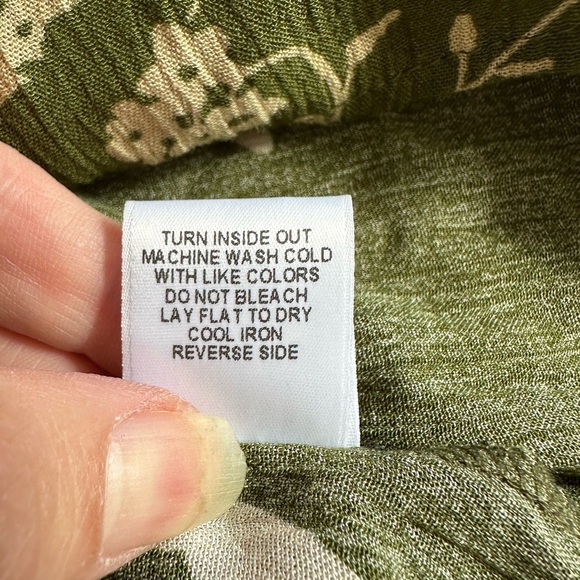 TURN INSIDE OUT
MACHINE WASH COLD
WITH LIKE COLORS
DO NOT BLEACH
LAY FLAT TO DRY
COOL IRON
REVERSE SIDE